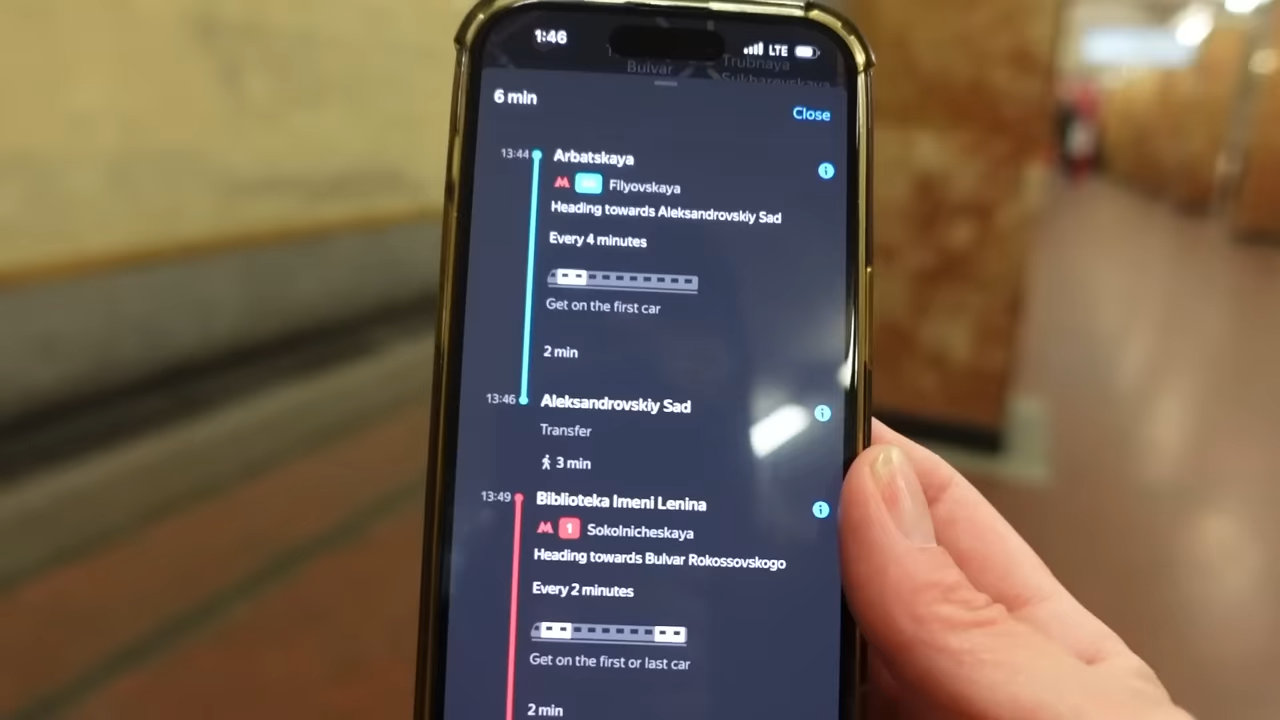 1:46 LTE
Bulvar
Trubnaya
Sukharevskaya
6 min
Close
13:44 Arbatskaya
Filyovskaya
Heading towards Aleksandrovskiy Sad
Every 4 minutes
Get on the first car
2 min
13:46 Aleksandrovskiy Sad
Transfer
3 min
13:49 Biblioteka Imeni Lenina
1 Sokolnicheskaya
Heading towards Bulvar Rokossovskogo
Every 2 minutes
Get on the first or last car
2 min